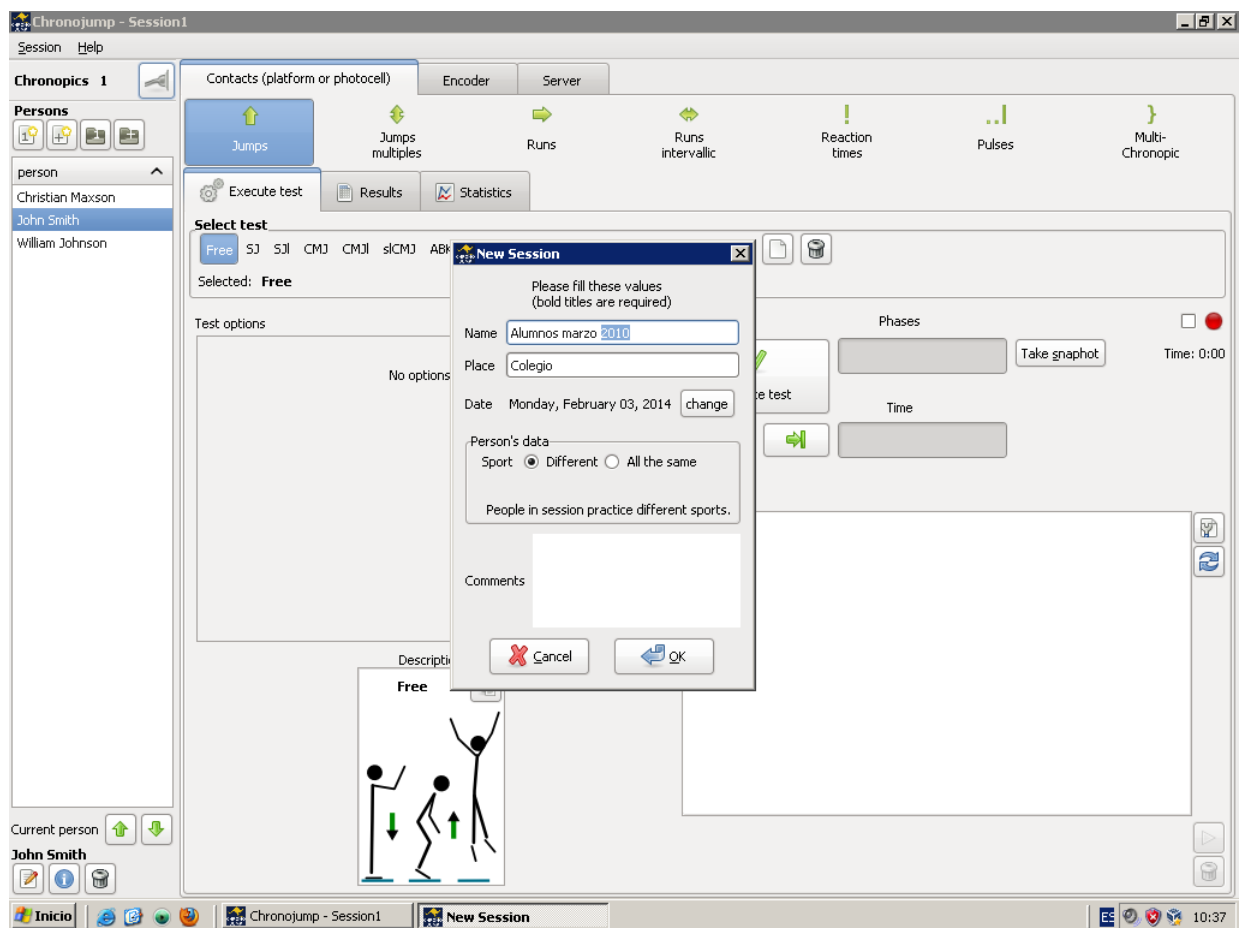 Chronojump - Session1
Session Help
Chronopics 1
Contacts (platform or photocell) Encoder Server
Persons
Jumps
Jumps multiples
Runs
Runs intervallic
Reaction times
Pulses
Multi-Chronopic
person
Christian Maxson
John Smith
William Johnson
Execute test Results Statistics
Select test
Free SJ SJl CMJ CMJl slCMJ
Selected: Free
Test options
No options
New Session
Please fill these values
(bold titles are required)
Name Alumnos marzo 2010
Place Colegio
Date Monday, February 03, 2014 change
Person's data
Sport Different All the same
People in session practice different sports.
Comments
Cancel OK
Phases
Take snaphot Time: 0:00
test
Time
Free
Current person
John Smith
Inicio Chronojump - Session1 New Session ES 10:37